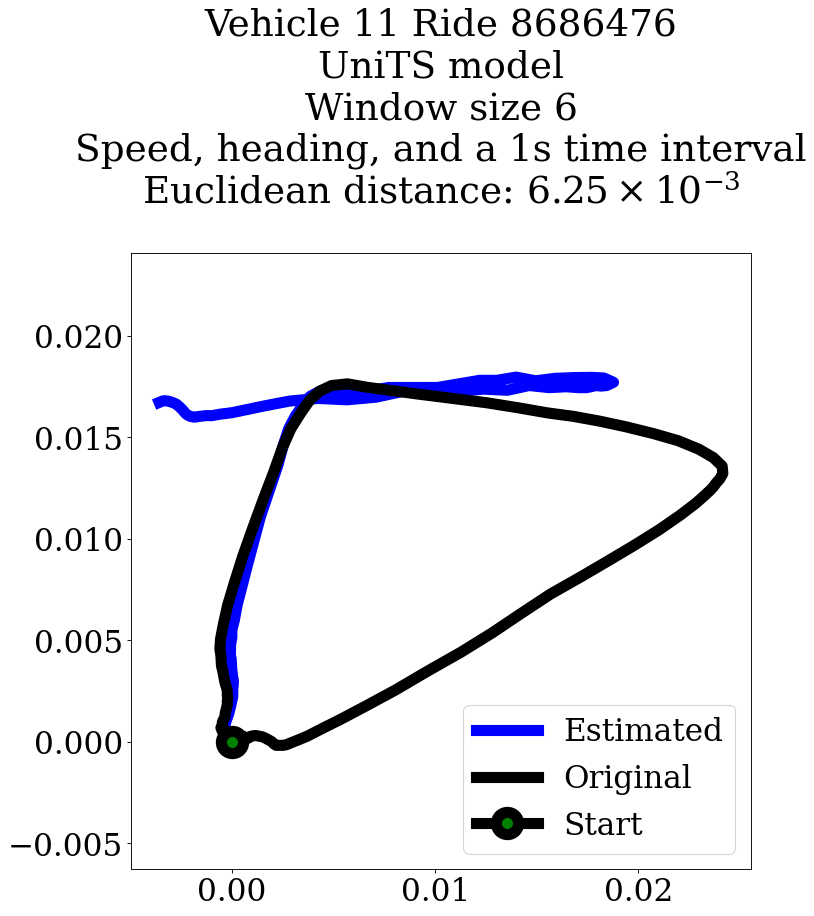 Vehicle 11 Ride 8686476
UniTS model
Window size 6
Speed, heading, and a 1s time interval
Euclidean distance: 6.25 × 10⁻³
0.020
0.015
0.010
0.005
0.000
−0.005
0.00 0.01 0.02
Estimated
Original
Start